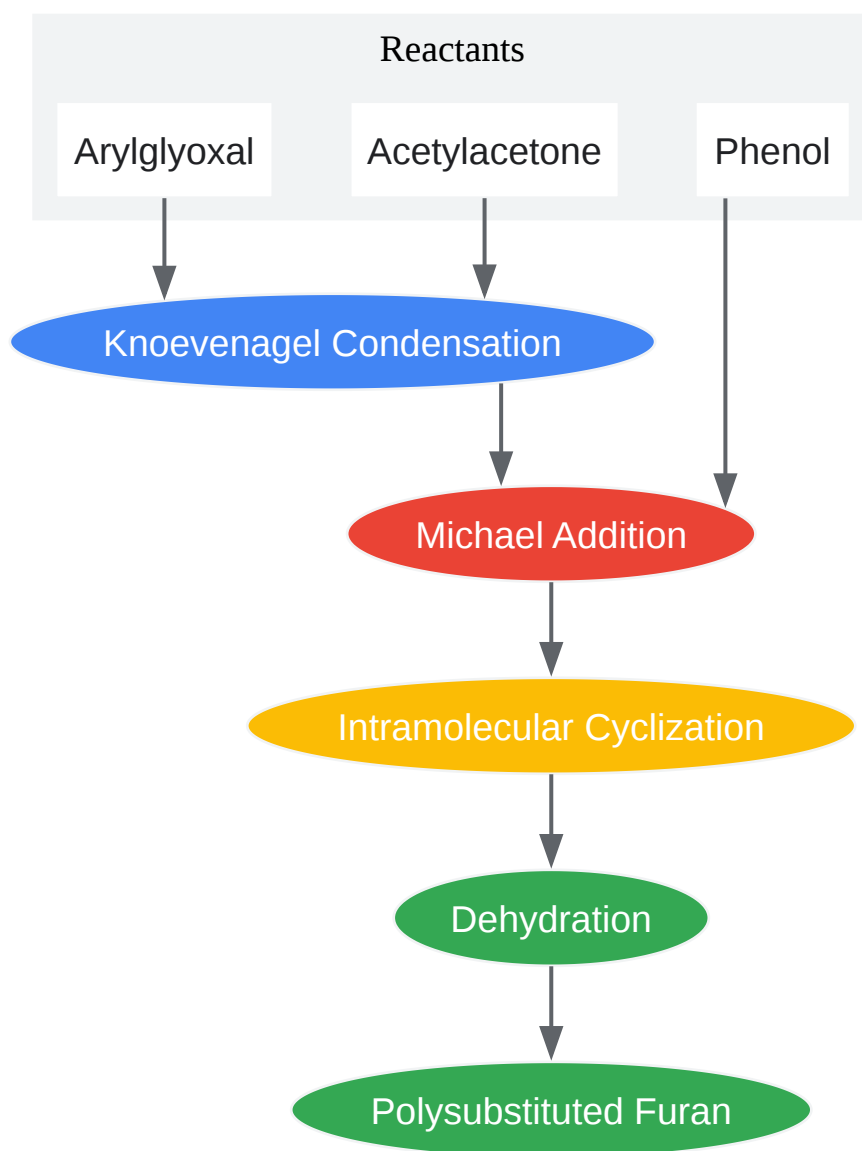 Reactants
Arylglyoxal
Acetylacetone
Phenol
Knoevenagel Condensation
Michael Addition
Intramolecular Cyclization
Dehydration
Polysubstituted Furan